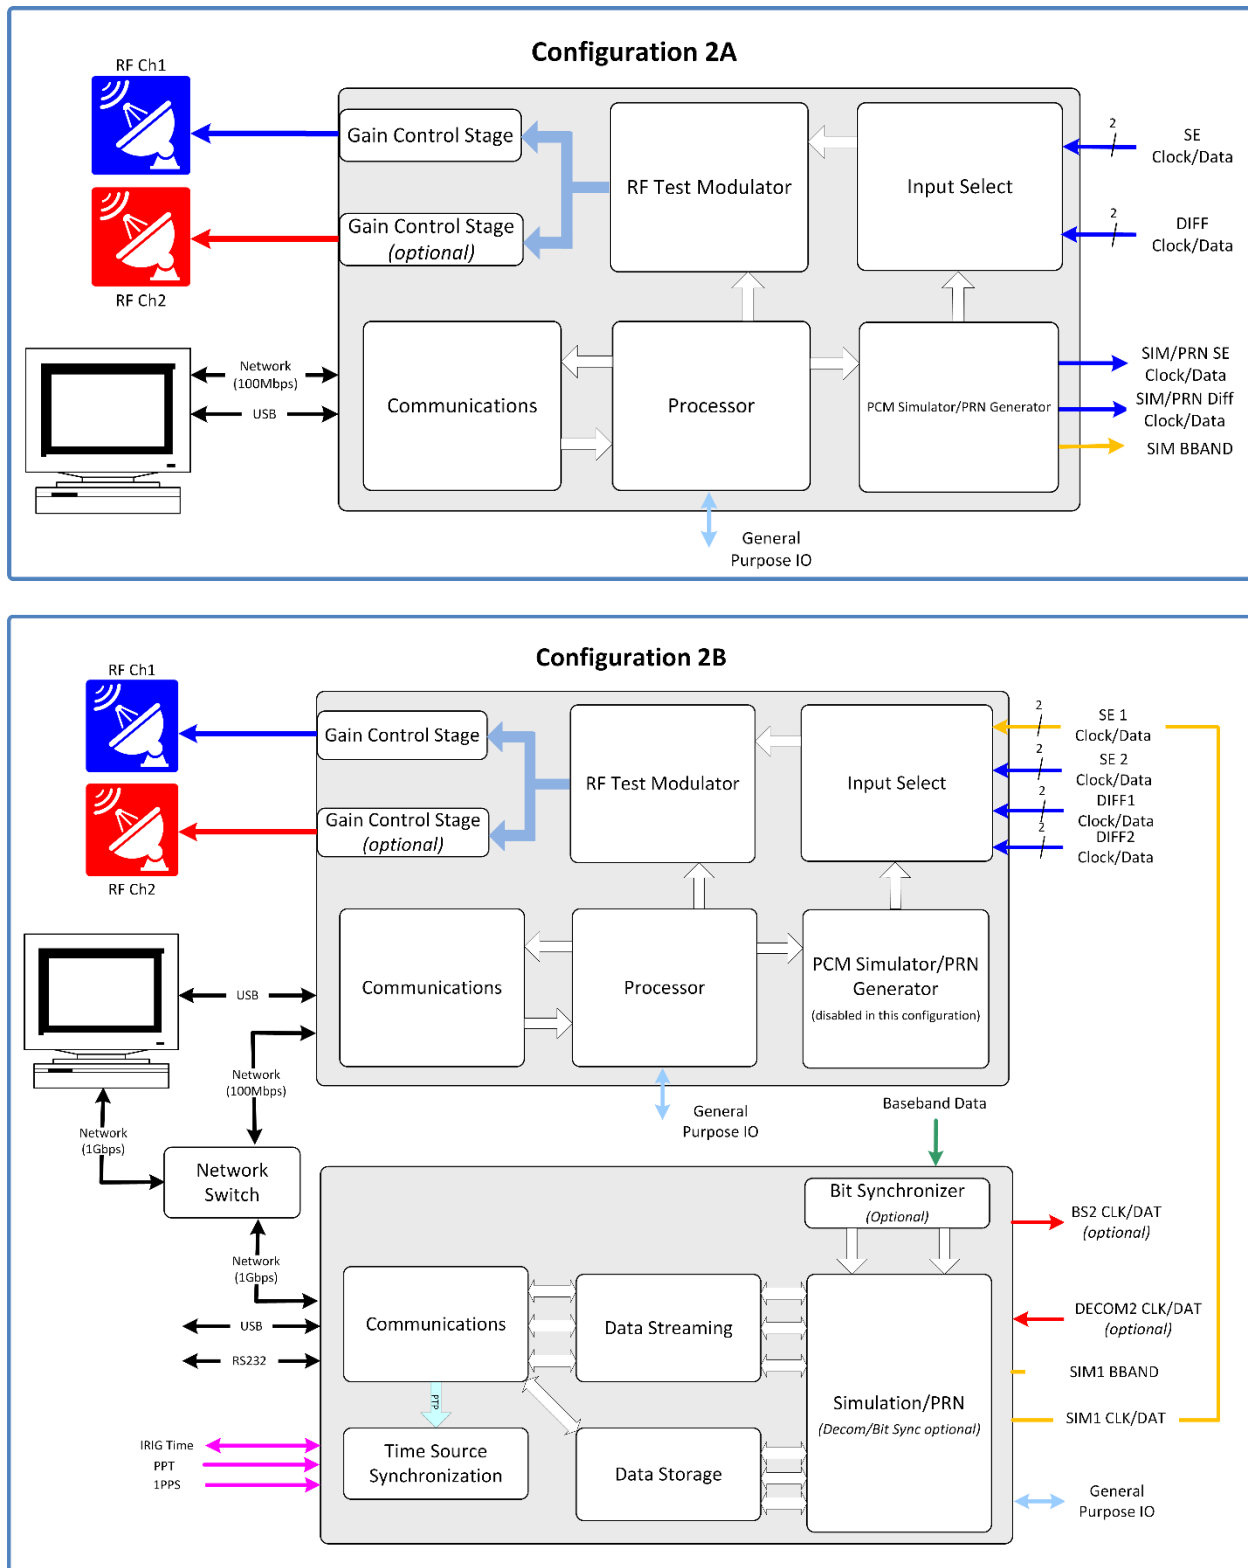 Configuration 2A
RF Ch1
Gain Control Stage
RF Test Modulator
Input Select
2
SE
Clock/Data
Gain Control Stage
(optional)
2
DIFF
Clock/Data
RF Ch2
Network
(100Mbps)
USB
Communications
Processor
PCM Simulator/PRN Generator
SIM/PRN SE
Clock/Data
SIM/PRN Diff
Clock/Data
SIM BBAND
General
Purpose IO
Configuration 2B
RF Ch1
Gain Control Stage
RF Test Modulator
Input Select
2
SE 1
Clock/Data
2
SE 2
Clock/Data
2
DIFF1
Clock/Data
2
DIFF2
Clock/Data
Gain Control Stage
(optional)
RF Ch2
USB
Communications
Processor
PCM Simulator/PRN
Generator
(disabled in this configuration)
Network
(100Mbps)
General
Purpose IO
Baseband Data
Network
(1Gbps)
Network
Switch
Bit Synchronizer
(Optional)
BS2 CLK/DAT
(optional)
Network
(1Gbps)
USB
RS232
Communications
Data Streaming
DECOM2 CLK/DAT
(optional)
SIM1 BBAND
PTP
Simulation/PRN
(Decom/Bit Sync optional)
SIM1 CLK/DAT
IRIG Time
PPT
1PPS
Time Source
Synchronization
Data Storage
General
Purpose IO